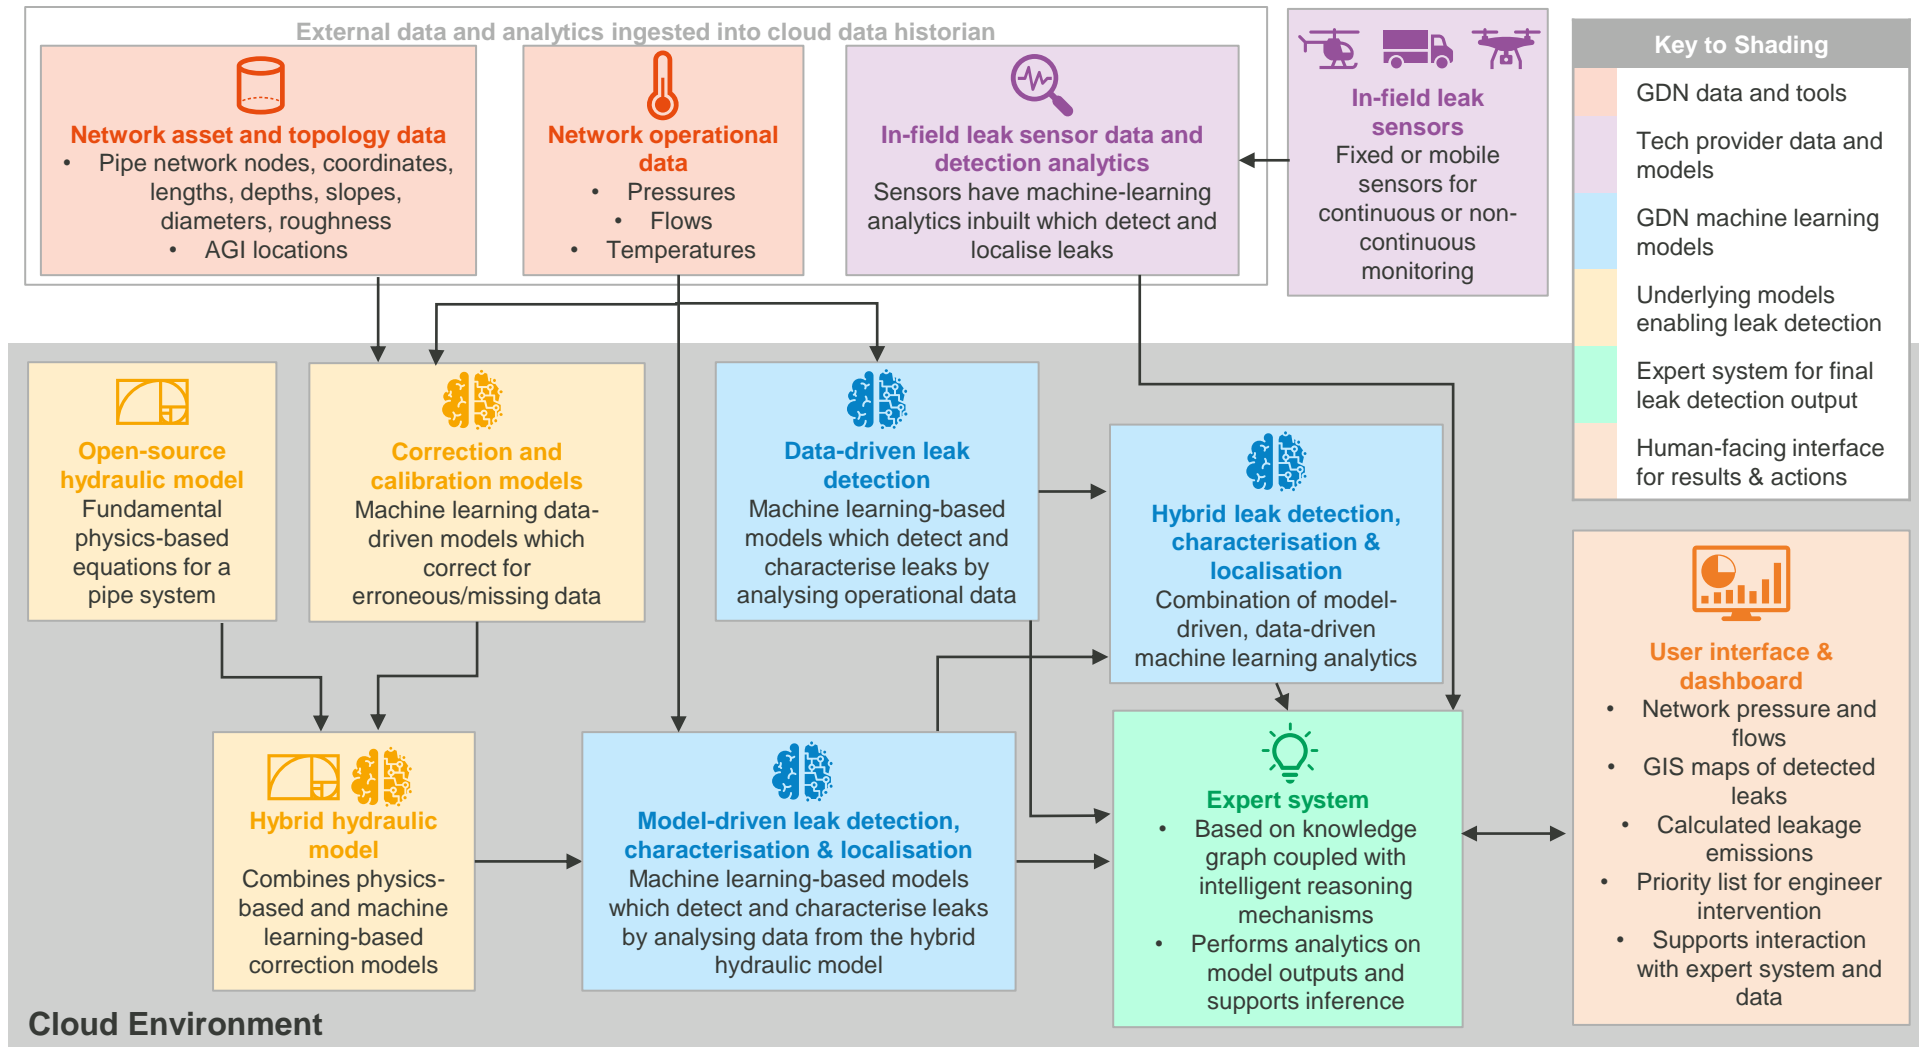 External data and analytics ingested into cloud data historian
Network asset and topology data
• Pipe network nodes, coordinates,
lengths, depths, slopes,
diameters, roughness
• AGI locations
Network operational
data
• Pressures
• Flows
• Temperatures
In-field leak sensor data and
detection analytics
Sensors have machine-learning
analytics inbuilt which detect and
localise leaks
In-field leak
sensors
Fixed or mobile
sensors for
continuous or non-
continuous
monitoring
Key to Shading
GDN data and tools
Tech provider data and
models
GDN machine learning
models
Underlying models
enabling leak detection
Expert system for final
leak detection output
Human-facing interface
for results & actions
Open-source
hydraulic model
Fundamental
physics-based
equations for a
pipe system
Correction and
calibration models
Machine learning data-
driven models which
correct for
erroneous/missing data
Data-driven leak
detection
Machine learning-based
models which detect and
characterise leaks by
analysing operational data
Hybrid leak detection,
characterisation &
localisation
Combination of model-
driven, data-driven
machine learning analytics
Hybrid hydraulic
model
Combines physics-
based and machine
learning-based
correction models
Model-driven leak detection,
characterisation & localisation
Machine learning-based models
which detect and characterise leaks
by analysing data from the hybrid
hydraulic model
Expert system
• Based on knowledge
graph coupled with
intelligent reasoning
mechanisms
• Performs analytics on
model outputs and
supports inference
User interface &
dashboard
• Network pressure and
flows
• GIS maps of detected
leaks
• Calculated leakage
emissions
• Priority list for engineer
intervention
• Supports interaction
with expert system and
data
Cloud Environment